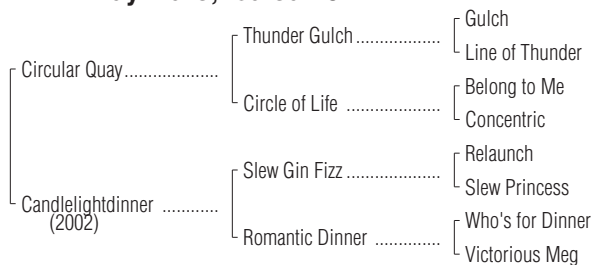 Gulch
Thunder Gulch..................
Line of Thunder
Circular Quay....................
Belong to Me
Circle of Life ....................
Concentric
Relaunch
Slew Gin Fizz....................
Slew Princess
Candlelightdinner ............
(2002)
Who's for Dinner
Romantic Dinner ..............
Victorious Meg